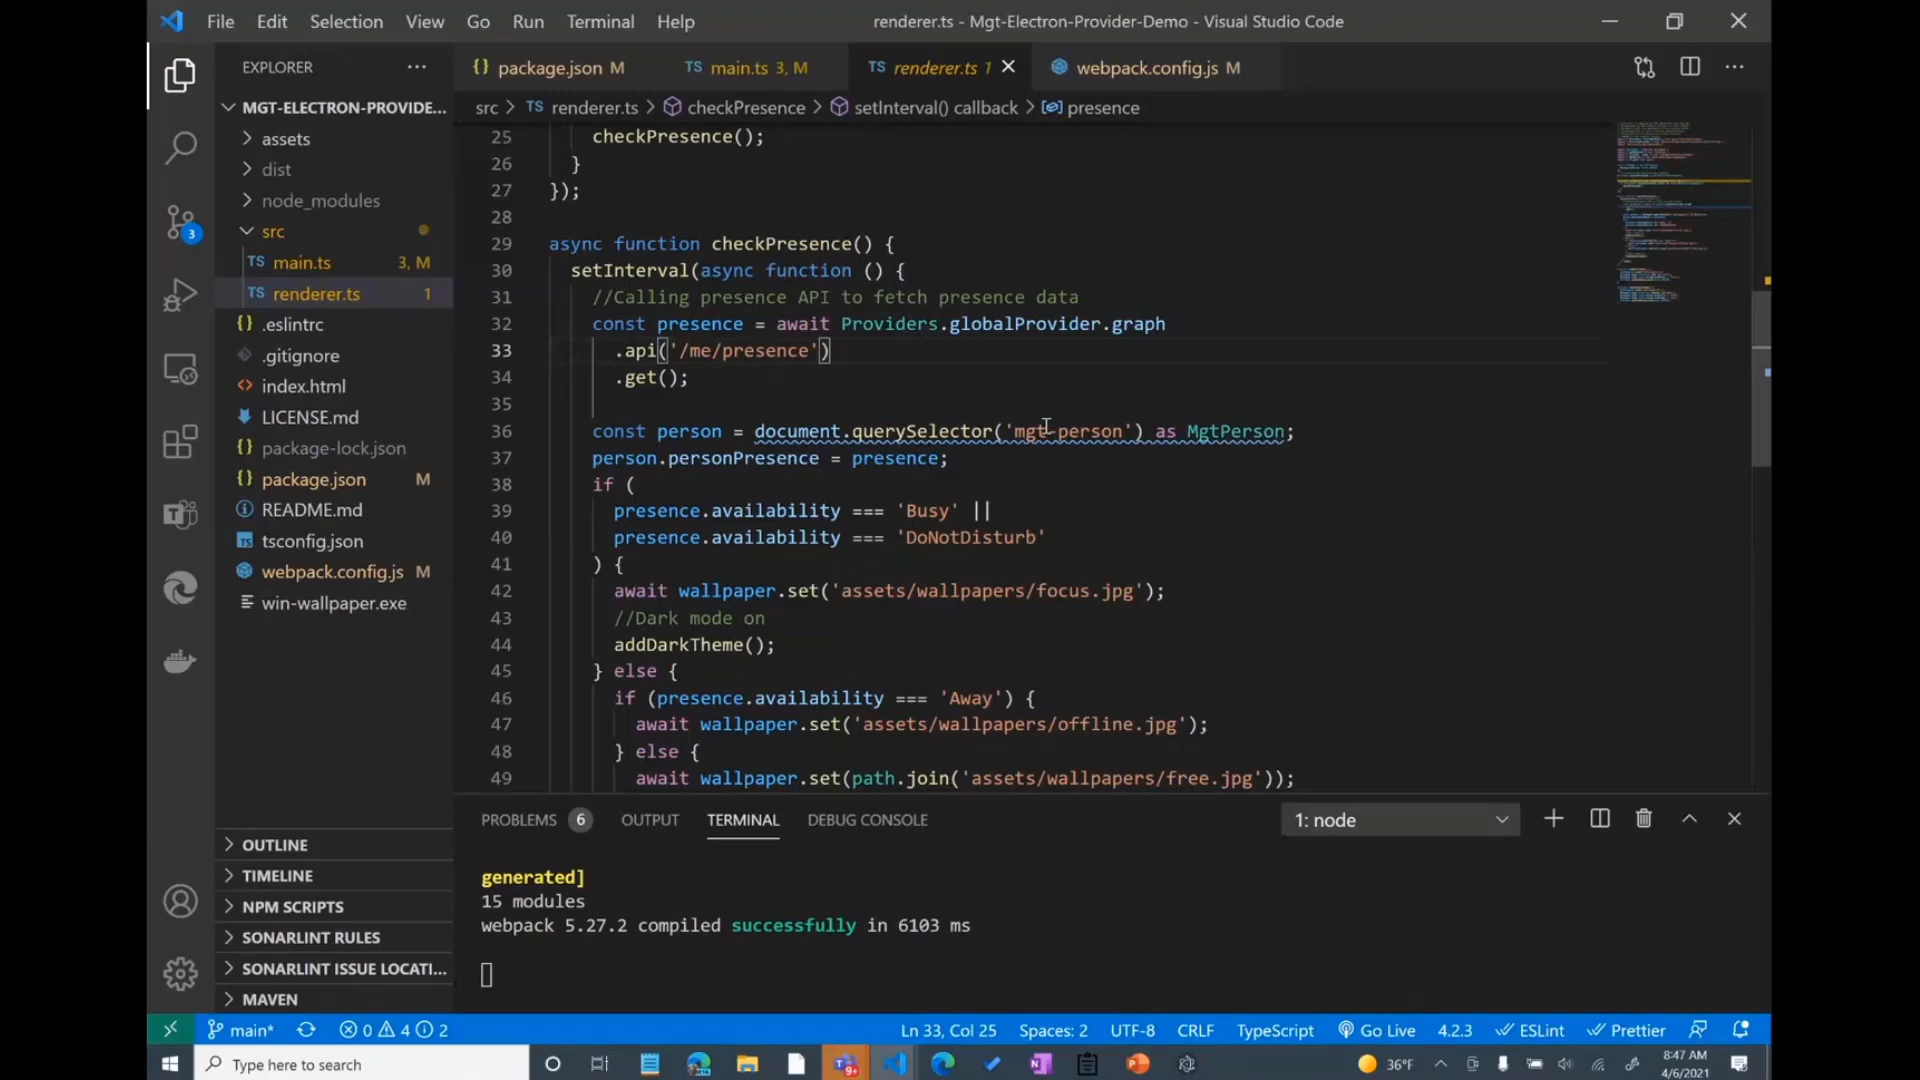 File Edit Selection View Go Run Terminal Help renderer.ts - Mgt-Electron-Provider-Demo - Visual Studio Code
EXPLORER
package.json M
TS main.ts 3, M
TS renderer.ts 1
webpack.config.js M
MGT-ELECTRON-PROVIDE...
src > TS renderer.ts > checkPresence > setInterval() callback > presence
assets
dist
node_modules
src
TS main.ts 3, M
TS renderer.ts 1
.eslintrc
.gitignore
index.html
LICENSE.md
package-lock.json
package.json M
README.md
tsconfig.json
webpack.config.js M
win-wallpaper.exe
3
OUTLINE
TIMELINE
NPM SCRIPTS
SONARLINT RULES
SONARLINT ISSUE LOCATI...
MAVEN
25 checkPresence();
26 }
27 });
28
29 async function checkPresence() {
30 setInterval(async function () {
31 //Calling presence API to fetch presence data
32 const presence = await Providers.globalProvider.graph
33 .api('/me/presence')
34 .get();
35
36 const person = document.querySelector('mgt-person') as MgtPerson;
37 person.personPresence = presence;
38 if (
39 presence.availability === 'Busy' ||
40 presence.availability === 'DoNotDisturb'
41 ) {
42 await wallpaper.set('assets/wallpapers/focus.jpg');
43 //Dark mode on
44 addDarkTheme();
45 } else {
46 if (presence.availability === 'Away') {
47 await wallpaper.set('assets/wallpapers/offline.jpg');
48 } else {
49 await wallpaper.set(path.join('assets/wallpapers/free.jpg'));
PROBLEMS 6 OUTPUT TERMINAL DEBUG CONSOLE 1: node
generated]
15 modules
webpack 5.27.2 compiled successfully in 6103 ms
main* 0 4 2 Ln 33, Col 25 Spaces: 2 UTF-8 CRLF TypeScript Go Live 4.2.3 ESLint Prettier
Type here to search 9+ 36°F 8:47 AM
4/6/2021